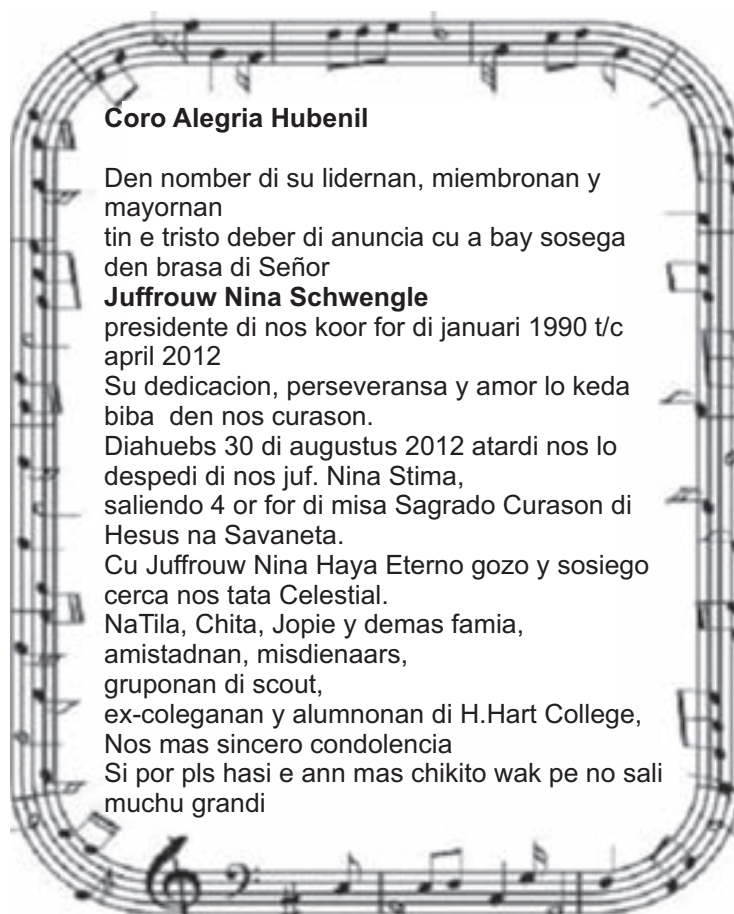 Coro Alegria Hubenil
Den nomber di su lidernan, miembronan y
mayornan
tin e tristo deber di anuncia cu a bay sosega
den brasa di Señor
Juffrouw Nina Schwengle
presidente di nos koor for di januari 1990 t/c
april 2012
Su dedicacion, perseveransa y amor lo keda
biba den nos curason.
Diahuebs 30 di augustus 2012 atardi nos lo
despedi di nos juf. Nina Stima,
saliendo 4 or for di misa Sagrado Curason di
Hesus na Savaneta.
Cu Juffrouw Nina Haya Eterno gozo y sosiego
cerca nos tata Celestial.
NaTila, Chita, Jopie y demas famia,
amistadnan, misdienaars,
gruponan di scout,
ex-coleganan y alumnonan di H.Hart College,
Nos mas sincero condolencia
Si por pls hasi e ann mas chikito wak pe no sali
muchu grandi